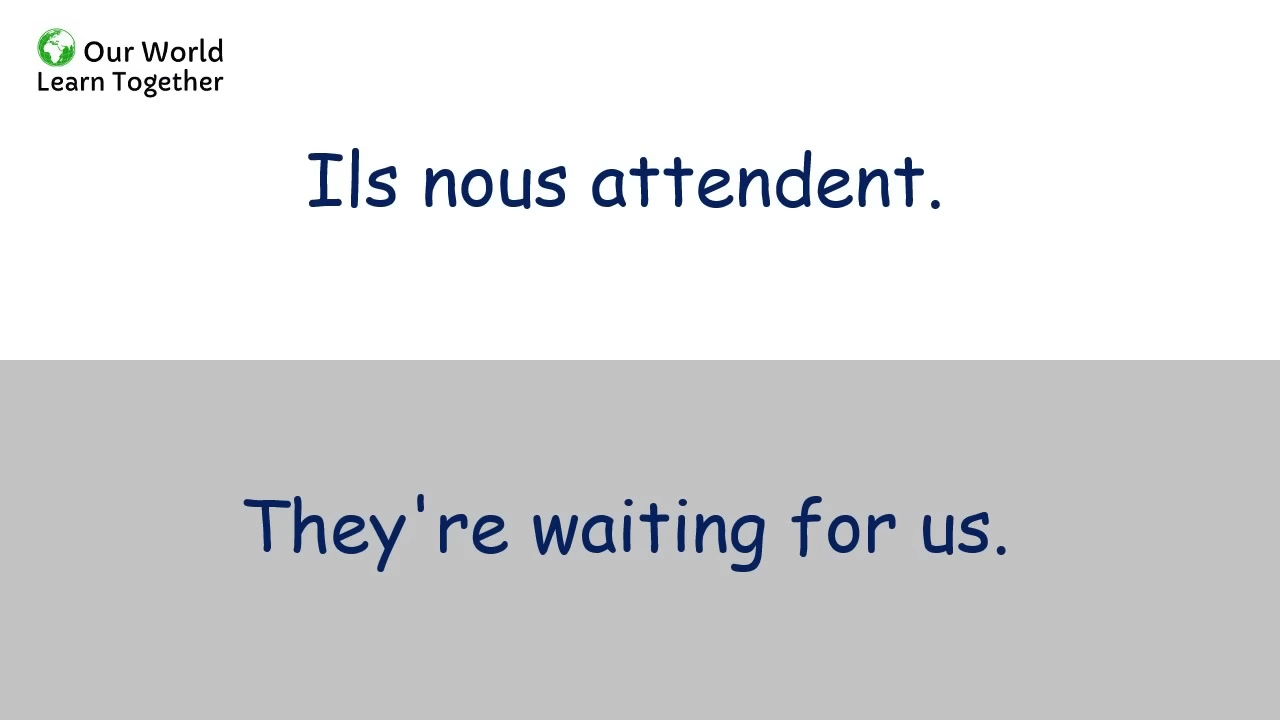 Our World
Learn Together
Ils nous attendent.
They're waiting for us.